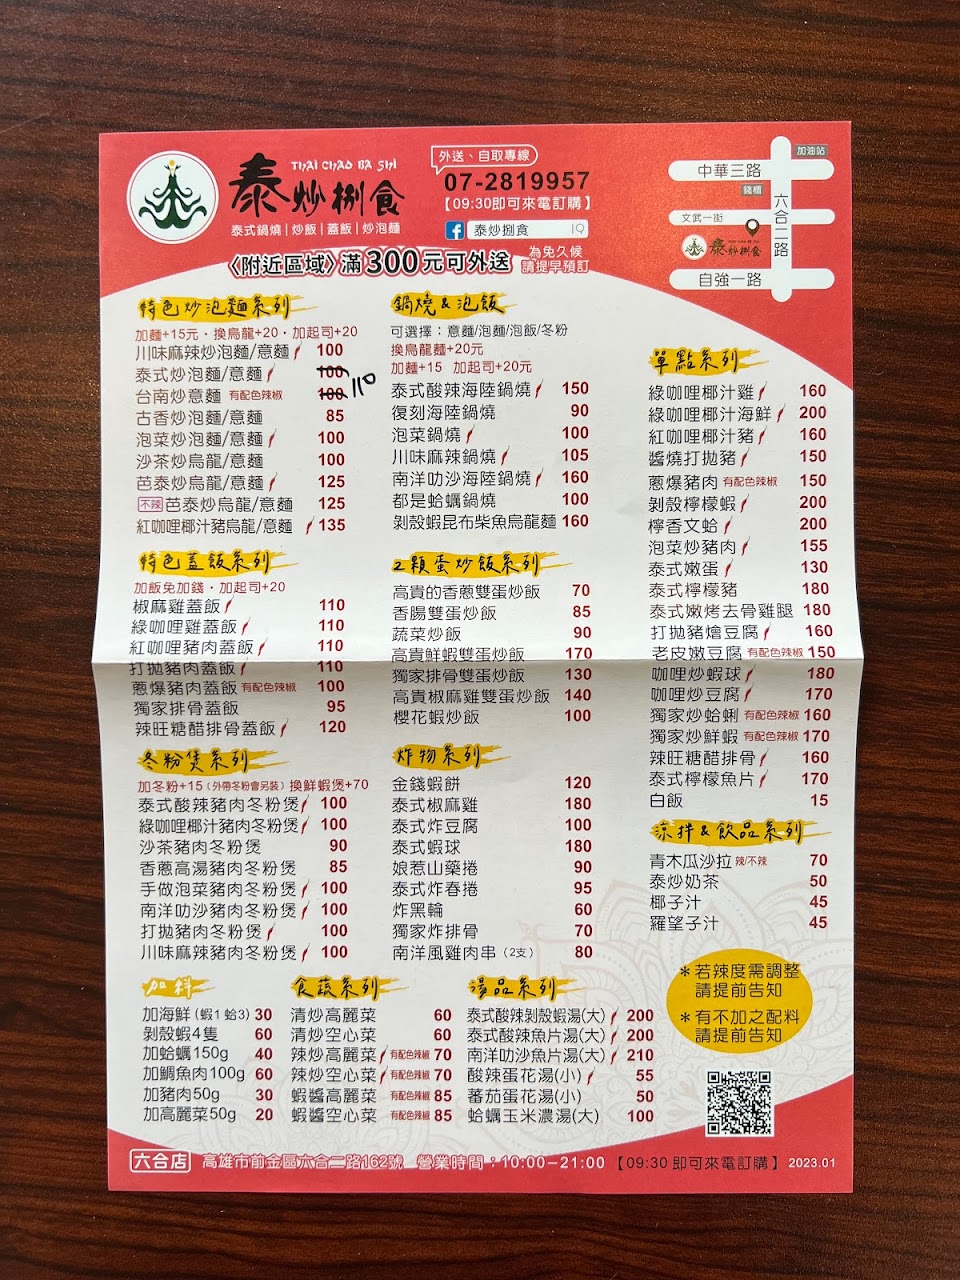 泰炒捌食
THAI CHAO BA SHI
泰式鍋燒|炒飯|蓋飯|炒泡麵
外送、自取專線
07-2819957
【09:30即可來電訂購】
泰炒捌食
〈附近區域〉滿300元可外送
為免久候
請提早預訂
加油站
中華三路
錢櫃
六合二路
文武一街
泰炒捌食
自強一路
特色炒泡麵系列
加麵+15元・換烏龍+20・加起司+20
川味麻辣炒泡麵/意麵 100
泰式炒泡麵/意麵 100
台南炒意麵 有配色辣椒 100 110
古香炒泡麵/意麵 85
泡菜炒泡麵/意麵 100
沙茶炒烏龍/意麵 100
芭泰炒烏龍/意麵 125
不辣 芭泰炒烏龍/意麵 125
紅咖哩椰汁豬烏龍/意麵 135
特色蓋飯系列
加飯免加錢・加起司+20
椒麻雞蓋飯 110
綠咖哩雞蓋飯 110
紅咖哩豬肉蓋飯 110
打拋豬肉蓋飯 110
蔥爆豬肉蓋飯 有配色辣椒 100
獨家排骨蓋飯 95
辣旺糖醋排骨蓋飯 120
冬粉煲系列
加冬粉+15(外帶冬粉會另裝)換鮮蝦煲+70
泰式酸辣豬肉冬粉煲 100
綠咖哩椰汁豬肉冬粉煲 100
沙茶豬肉冬粉煲 90
香蔥高湯豬肉冬粉煲 85
手做泡菜豬肉冬粉煲 100
南洋叻沙豬肉冬粉煲 100
打拋豬肉冬粉煲 100
川味麻辣豬肉冬粉煲 100
鍋燒&泡飯
可選擇：意麵/泡麵/泡飯/冬粉
換烏龍麵+20元
加麵+15 加起司+20元
泰式酸辣海陸鍋燒 150
復刻海陸鍋燒 90
泡菜鍋燒 100
川味麻辣鍋燒 105
南洋叻沙海陸鍋燒 160
都是蛤蠣鍋燒 100
剝殼蝦昆布柴魚烏龍麵 160
2顆蛋炒飯系列
高貴的香蔥雙蛋炒飯 70
香腸雙蛋炒飯 85
蔬菜炒飯 90
高貴鮮蝦雙蛋炒飯 170
獨家排骨雙蛋炒飯 130
高貴椒麻雞雙蛋炒飯 140
櫻花蝦炒飯 100
炸物系列
金錢蝦餅 120
泰式椒麻雞 180
泰式炸豆腐 100
泰式蝦球 180
娘惹山藥捲 90
泰式炸春捲 95
炸黑輪 60
獨家炸排骨 70
南洋風雞肉串(2支) 80
單點系列
綠咖哩椰汁雞 160
綠咖哩椰汁海鮮 200
紅咖哩椰汁豬 160
醬燒打拋豬 150
蔥爆豬肉 有配色辣椒 150
剝殼檸檬蝦 200
檸香文蛤 200
泡菜炒豬肉 155
泰式嫩蛋 130
泰式檸檬豬 180
泰式嫩烤去骨雞腿 180
打拋豬燴豆腐 160
老皮嫩豆腐 有配色辣椒 150
咖哩炒蝦球 180
咖哩炒豆腐 170
獨家炒蛤蜊 有配色辣椒 160
獨家炒鮮蝦 有配色辣椒 170
辣旺糖醋排骨 160
泰式檸檬魚片 170
白飯 15
涼拌&飲品系列
青木瓜沙拉 辣/不辣 70
泰炒奶茶 50
椰子汁 45
羅望子汁 45
加料
加海鮮(蝦1 蛤3) 30
剝殼蝦4隻 60
加蛤蠣150g 40
加鯛魚肉100g 60
加豬肉50g 30
加高麗菜50g 20
食蔬系列
清炒高麗菜 60
清炒空心菜 60
辣炒高麗菜 有配色辣椒 70
辣炒空心菜 有配色辣椒 70
蝦醬高麗菜 有配色辣椒 85
蝦醬空心菜 有配色辣椒 85
湯品系列
泰式酸辣剝殼蝦湯(大) 200
泰式酸辣魚片湯(大) 200
南洋叻沙魚片湯(大) 210
酸辣蛋花湯(小) 55
蕃茄蛋花湯(小) 50
蛤蠣玉米濃湯(大) 100
＊若辣度需調整
請提前告知
＊有不加之配料
請提前告知
六合店 高雄市前金區六合二路162號 營業時間：10:00-21:00【09:30 即可來電訂購】 2023.01